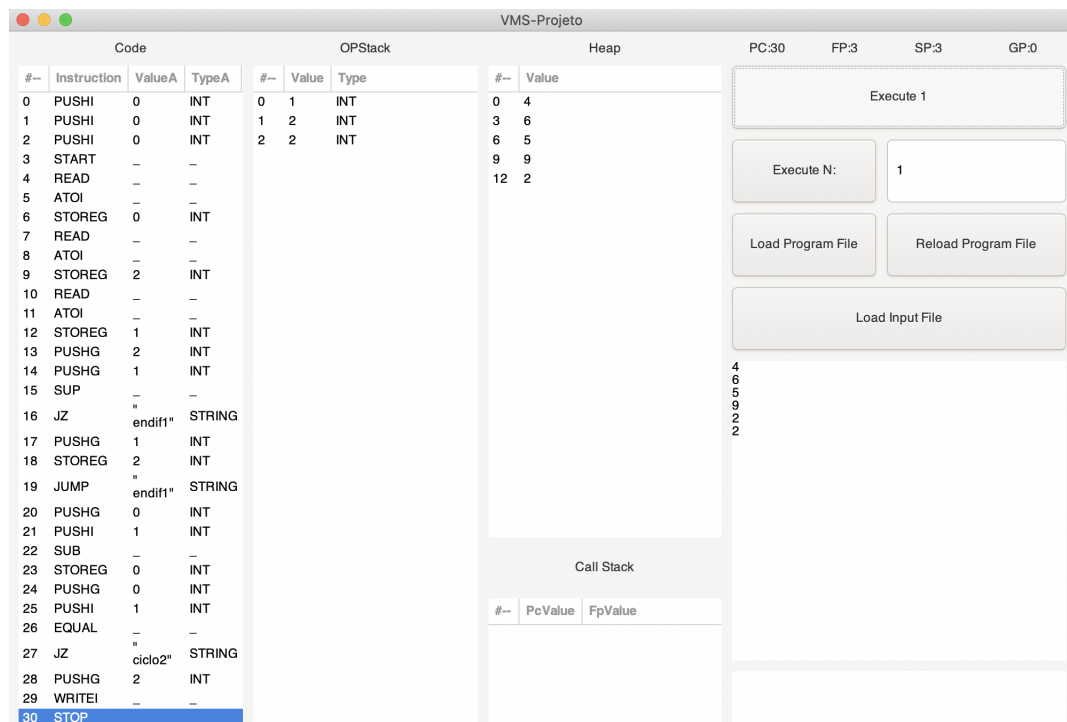 VMS-Projeto
Code OPStack Heap PC:30 FP:3 SP:3 GP:0
#-- Instruction ValueA TypeA
0 PUSHI 0 INT
1 PUSHI 0 INT
2 PUSHI 0 INT
3 START _ _
4 READ _ _
5 ATOI _ _
6 STOREG 0 INT
7 READ _ _
8 ATOI _ _
9 STOREG 2 INT
10 READ _ _
11 ATOI _ _
12 STOREG 1 INT
13 PUSHG 2 INT
14 PUSHG 1 INT
15 SUP _ _
16 JZ "
endif1" STRING
17 PUSHG 1 INT
18 STOREG 2 INT
19 JUMP "
endif1" STRING
20 PUSHG 0 INT
21 PUSHI 1 INT
22 SUB _ _
23 STOREG 0 INT
24 PUSHG 0 INT
25 PUSHI 1 INT
26 EQUAL _ _
27 JZ "
ciclo2" STRING
28 PUSHG 2 INT
29 WRITEI _ _
30 STOP
#-- Value Type
0 1 INT
1 2 INT
2 2 INT
#-- Value
0 4
3 6
6 5
9 9
12 2
Call Stack
#-- PcValue FpValue
Execute 1
Execute N: 1
Load Program File Reload Program File
Load Input File
4
6
5
9
2
2